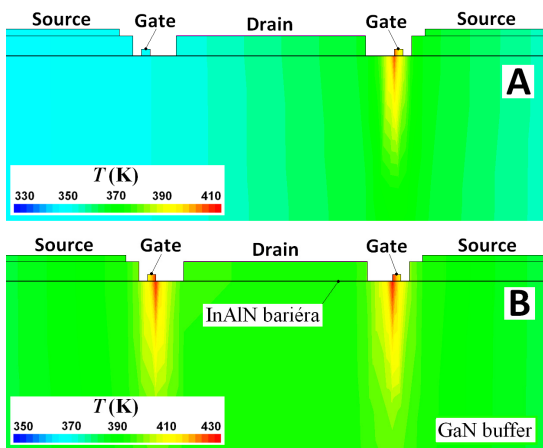 Source Gate Drain Gate Source
A
T (K)
330 350 370 390 410
Source Gate Drain Gate Source
InAlN bariéra
B
T (K)
350 370 390 410 430
GaN buffer